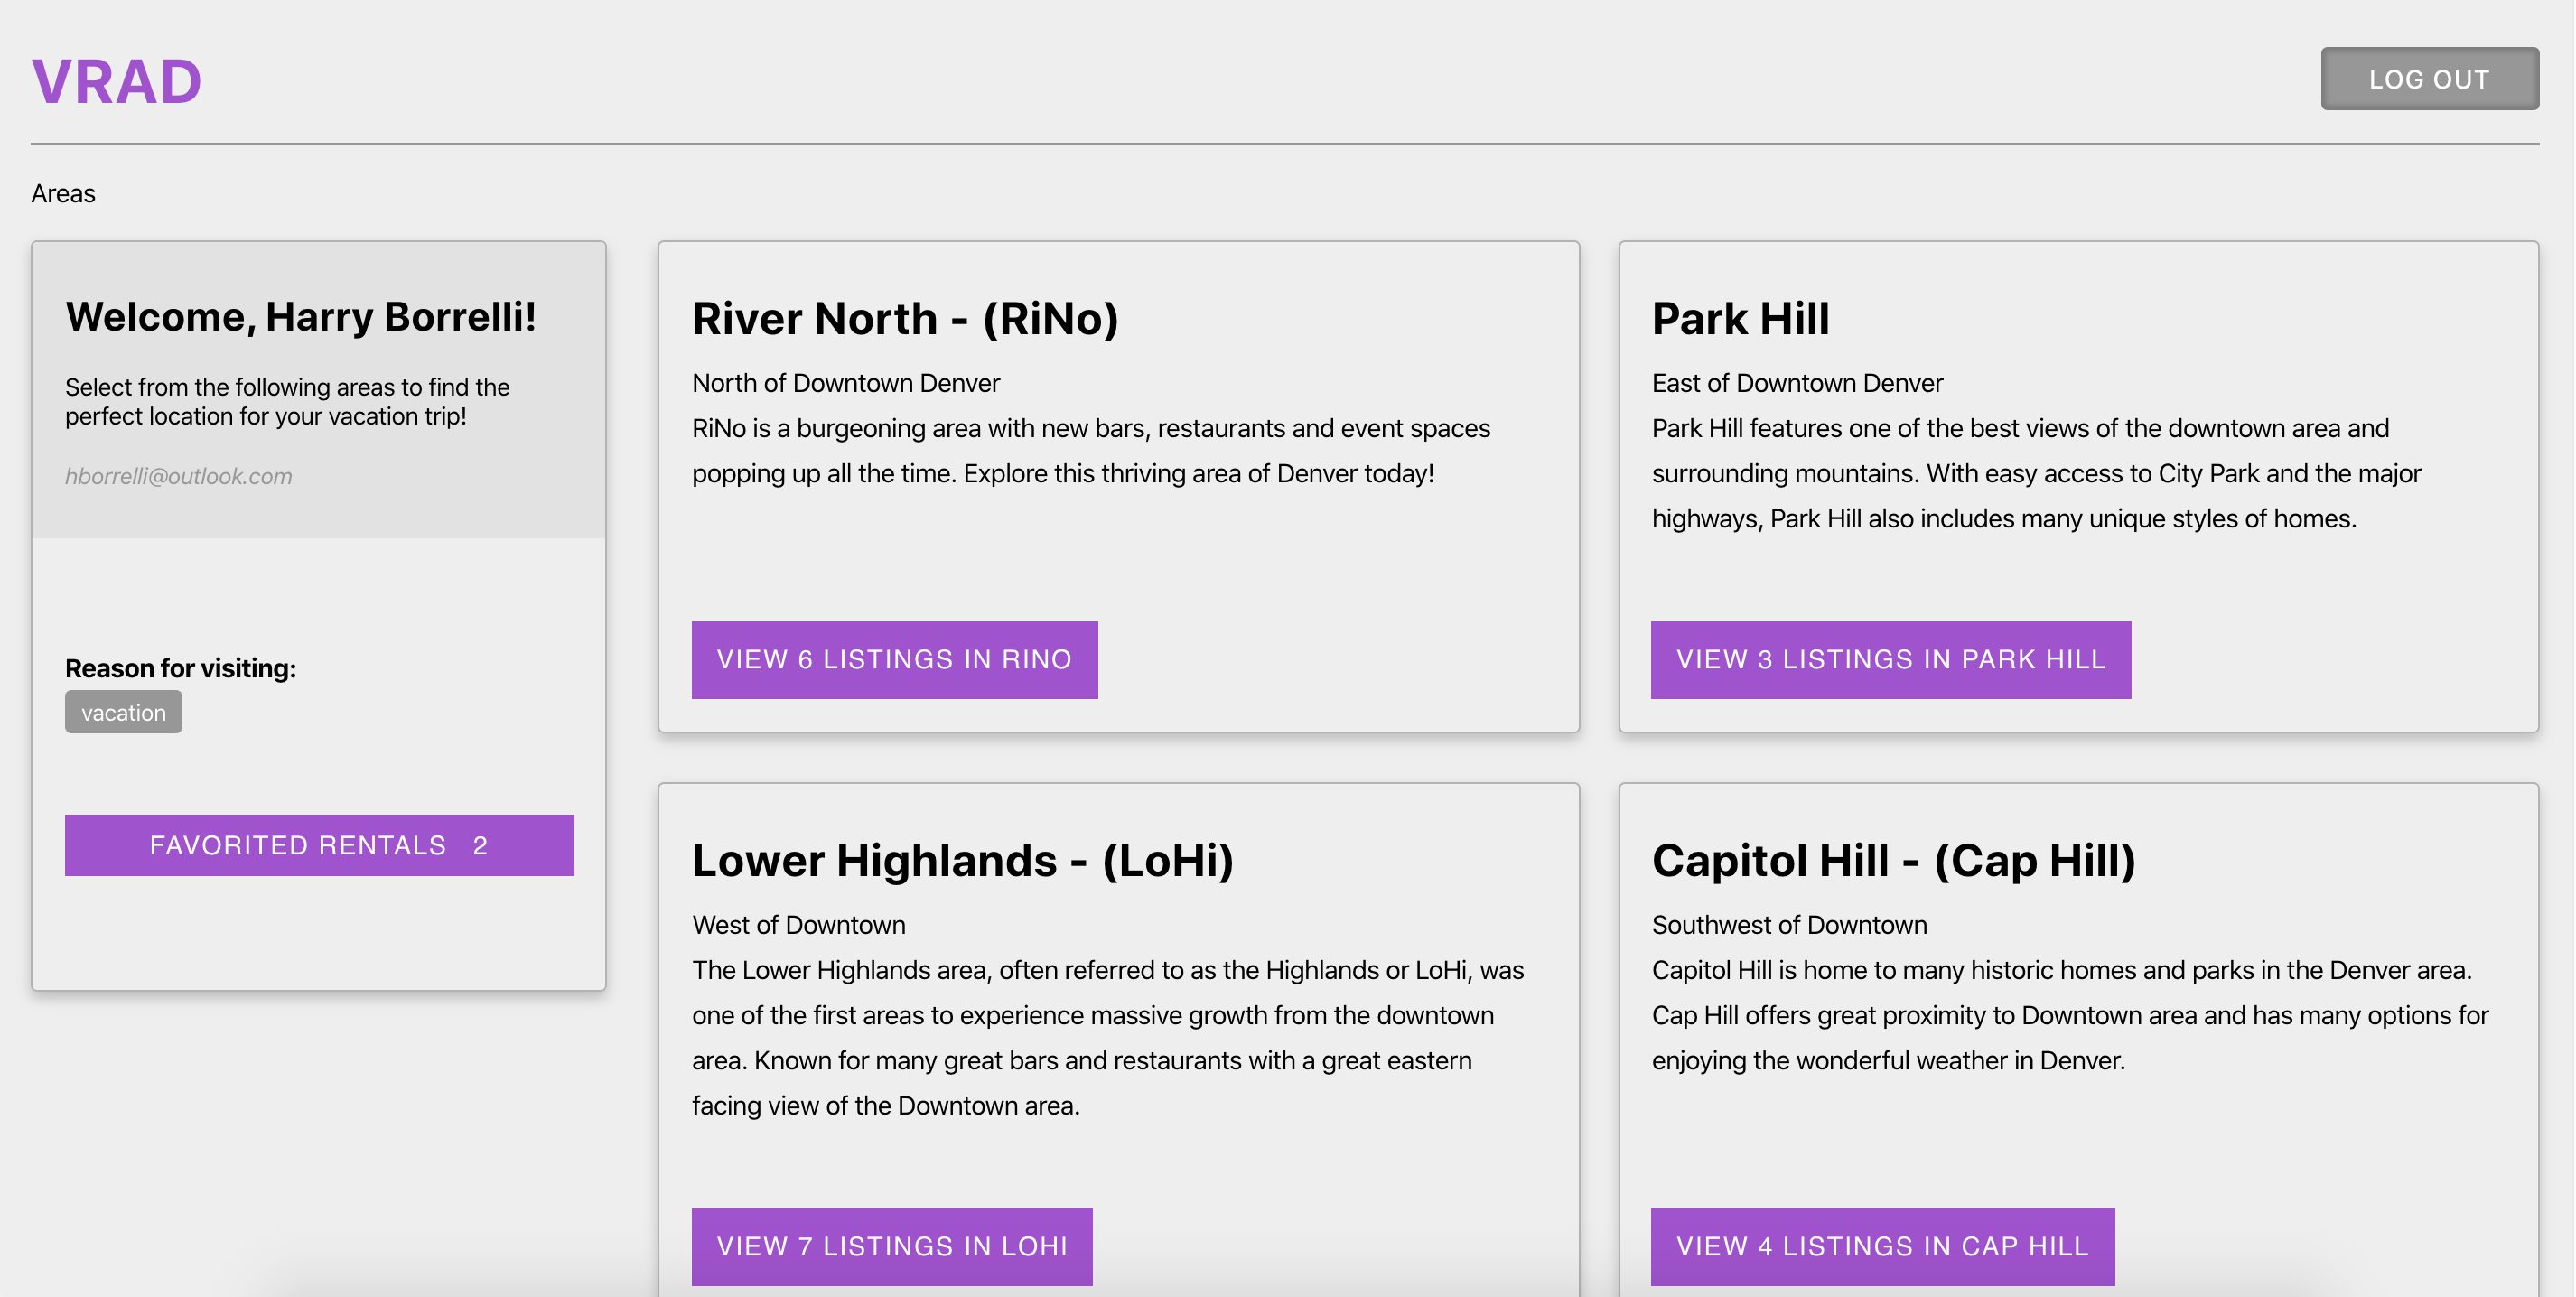 VRAD
LOG OUT
Areas
Welcome, Harry Borrelli!
Select from the following areas to find the
perfect location for your vacation trip!
hborrelli@outlook.com
Reason for visiting:
vacation
FAVORITED RENTALS 2
River North - (RiNo)
North of Downtown Denver
RiNo is a burgeoning area with new bars, restaurants and event spaces
popping up all the time. Explore this thriving area of Denver today!
VIEW 6 LISTINGS IN RINO
Park Hill
East of Downtown Denver
Park Hill features one of the best views of the downtown area and
surrounding mountains. With easy access to City Park and the major
highways, Park Hill also includes many unique styles of homes.
VIEW 3 LISTINGS IN PARK HILL
Lower Highlands - (LoHi)
West of Downtown
The Lower Highlands area, often referred to as the Highlands or LoHi, was
one of the first areas to experience massive growth from the downtown
area. Known for many great bars and restaurants with a great eastern
facing view of the Downtown area.
VIEW 7 LISTINGS IN LOHI
Capitol Hill - (Cap Hill)
Southwest of Downtown
Capitol Hill is home to many historic homes and parks in the Denver area.
Cap Hill offers great proximity to Downtown area and has many options for
enjoying the wonderful weather in Denver.
VIEW 4 LISTINGS IN CAP HILL